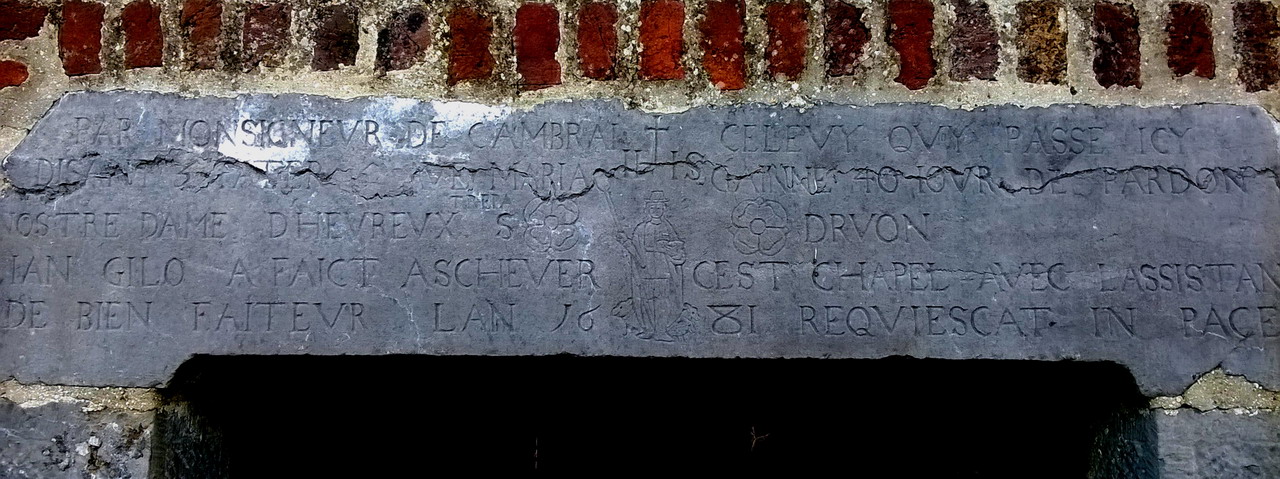 PAR MONSIGNEVR DE CAMBRAI CELEVY QVY PASSE ICY
DISANT 3 PATER AVE MARIA IHS GAINNE 40 IOVR DE PARDON
NOSTRE DAME DHEVREVX S DRVON
IAN GILO A FAICT ASCHEVER CEST CHAPEL AVEC LASSISTAN
DE BIEN FAITEVR LAN 16 81 REQVIESCAT IN PACE